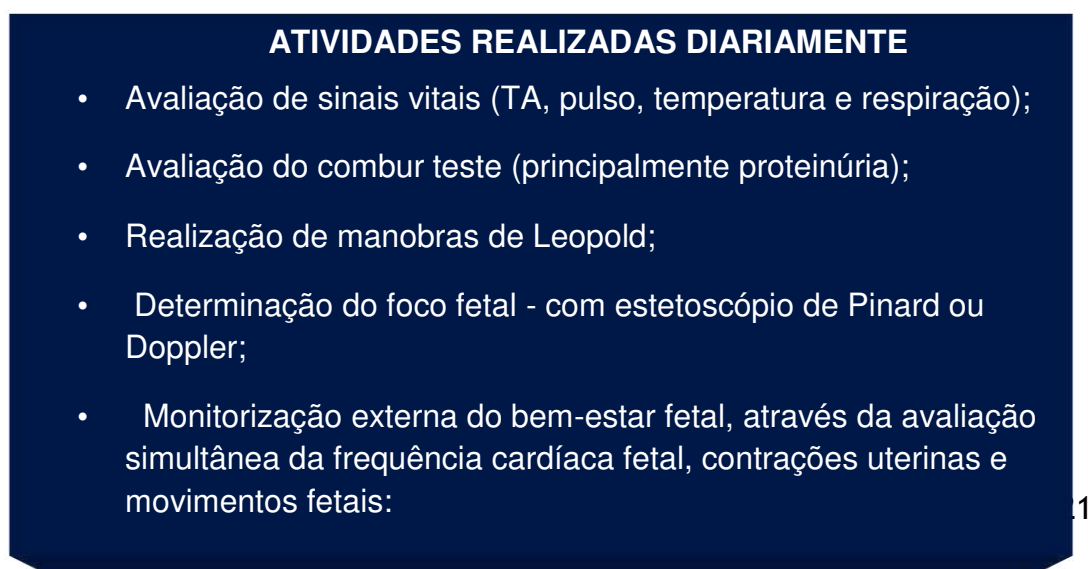 ATIVIDADES REALIZADAS DIARIAMENTE
• Avaliação de sinais vitais (TA, pulso, temperatura e respiração);
• Avaliação do combur teste (principalmente proteinúria);
• Realização de manobras de Leopold;
• Determinação do foco fetal - com estetoscópio de Pinard ou
Doppler;
• Monitorização externa do bem-estar fetal, através da avaliação
simultânea da frequência cardíaca fetal, contrações uterinas e
movimentos fetais:
21